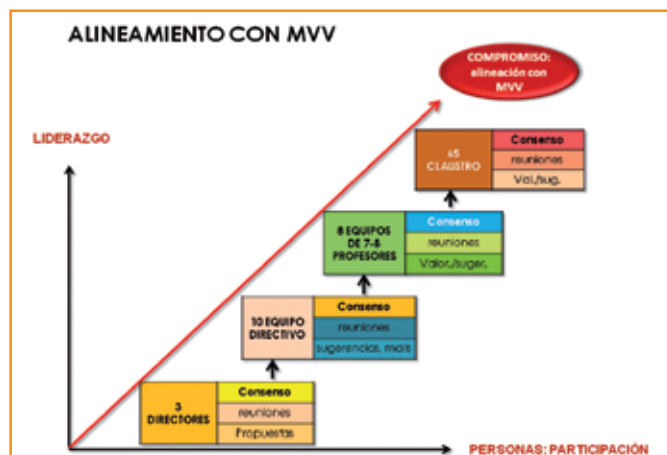 ALINEAMIENTO CON MVV
COMPROMISO:
alineación con
MVV
LIDERAZGO
65
CLAUSTRO
Consenso
reuniones
Val./sug.
8 EQUIPOS
DE 7-8
PROFESORES
Consenso
reuniones
Valor./suger.
10 EQUIPO
DIRECTIVO
Consenso
reuniones
sugerencias, mails
3
DIRECTORES
Consenso
reuniones
Propuestas
PERSONAS: PARTICIPACIÓN